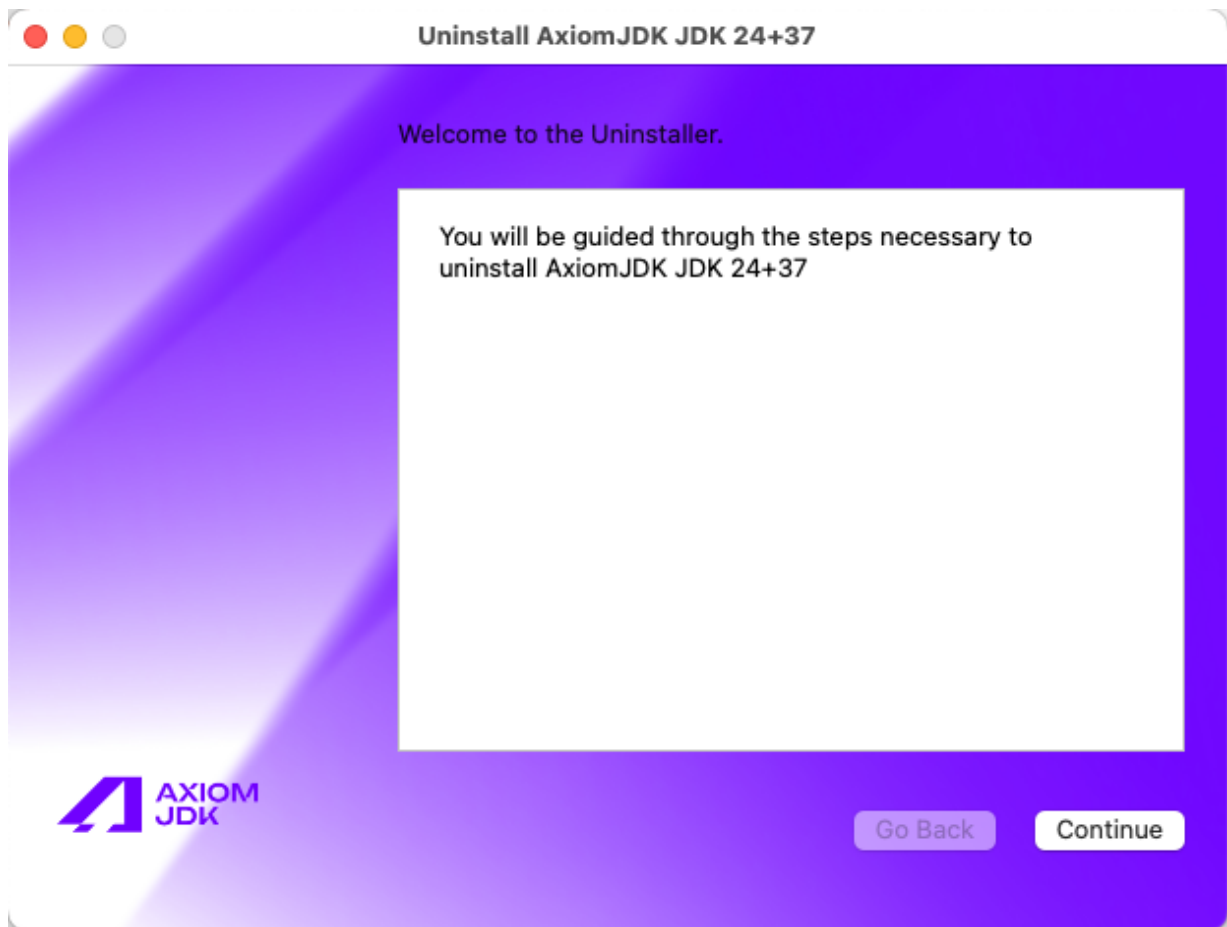 Uninstall AxiomJDK JDK 24+37
Welcome to the Uninstaller.
You will be guided through the steps necessary to
uninstall AxiomJDK JDK 24+37
AXIOM
JDK
Go Back
Continue